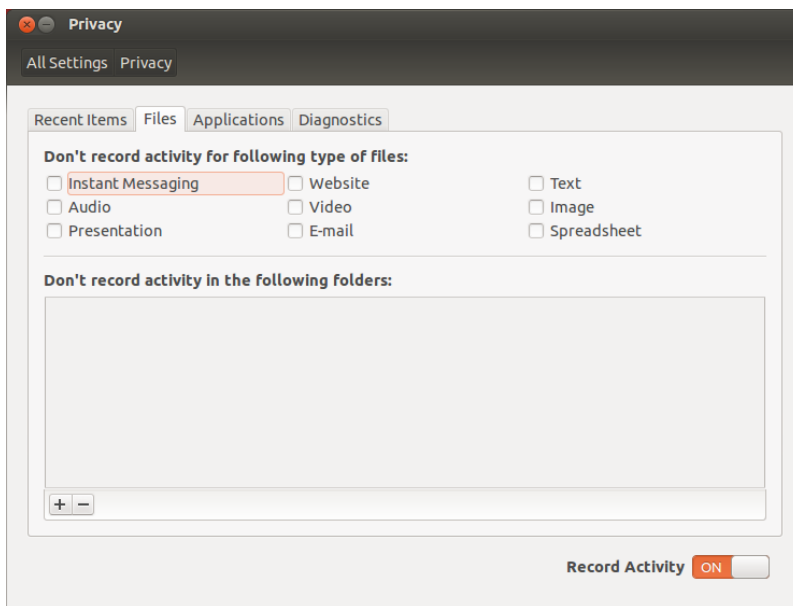 Privacy
All Settings Privacy
Recent Items Files Applications Diagnostics
Don't record activity for following type of files:
Instant Messaging Website Text
Audio Video Image
Presentation E-mail Spreadsheet
Don't record activity in the following folders:
+ −
Record Activity ON